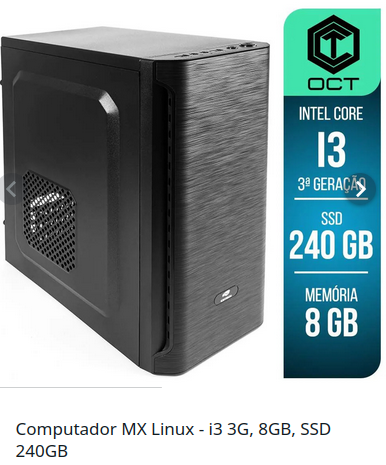 OCT
INTEL CORE
I3
3ª GERAÇÃO
SSD
240 GB
MEMÓRIA
8 GB
Computador MX Linux - i3 3G, 8GB, SSD
240GB